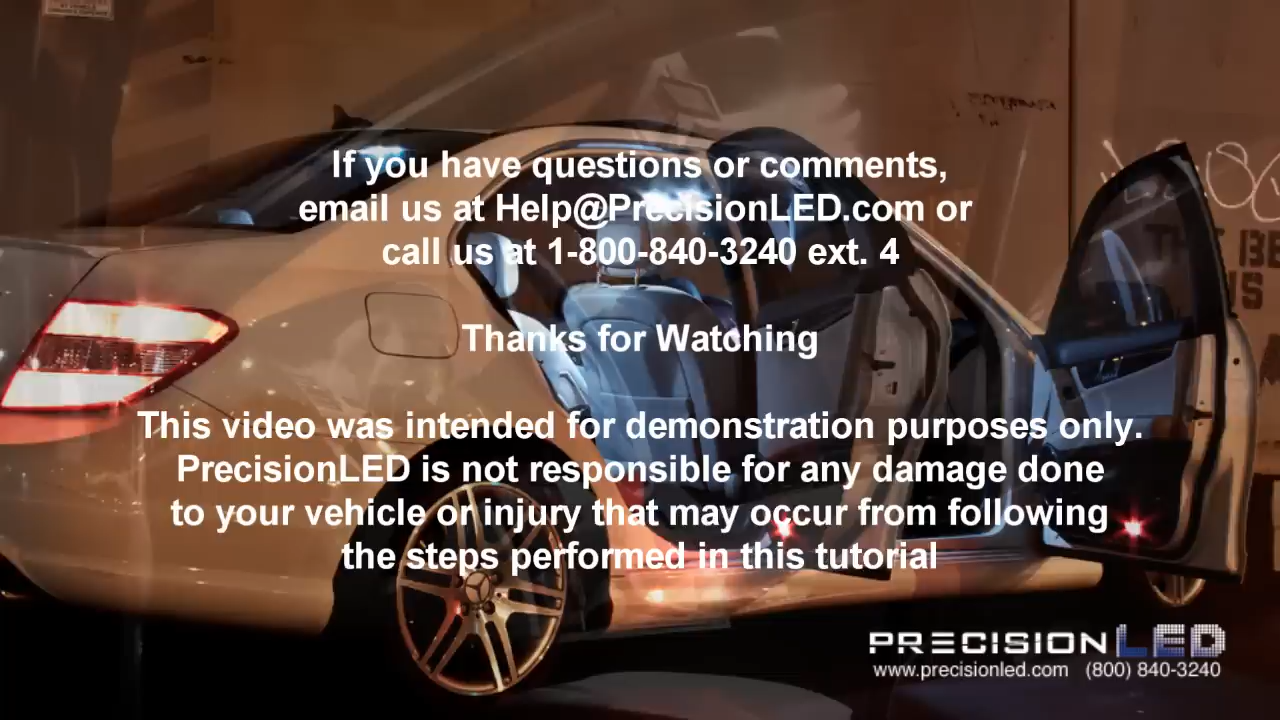 If you have questions or comments,
email us at Help@PrecisionLED.com or
call us at 1-800-840-3240 ext. 4
Thanks for Watching
This video was intended for demonstration purposes only.
PrecisionLED is not responsible for any damage done
to your vehicle or injury that may occur from following
the steps performed in this tutorial
PRECISION LED
www.precisionled.com (800) 840-3240